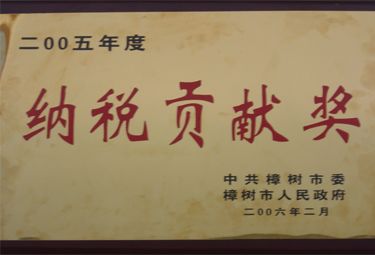 二00五年度
纳税贡献奖
中共樟树市委
樟树市人民政府
二00六年二月